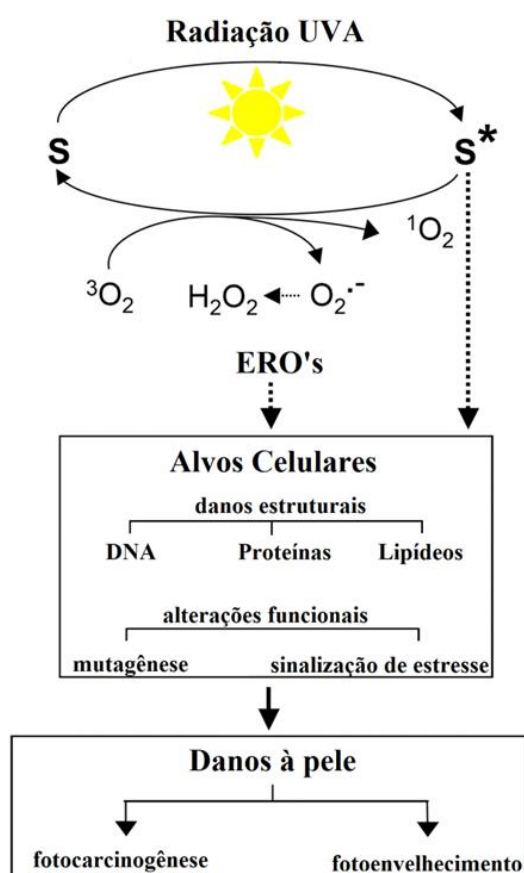 Radiação UVA
S S*
¹O₂
³O₂ H₂O₂ O₂·⁻
ERO's
Alvos Celulares
danos estruturais
DNA Proteínas Lipídeos
alterações funcionais
mutagênese sinalização de estresse
Danos à pele
fotocarcinogênese fotoenvelhecimento